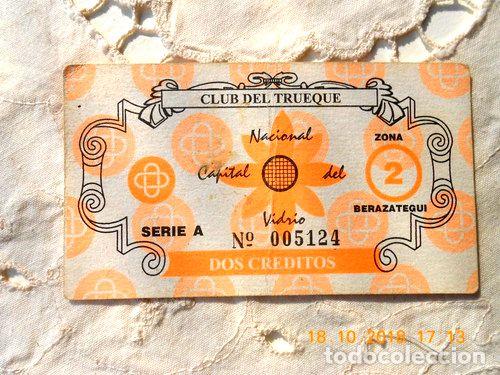 CLUB DEL TRUEQUE
Nacional
ZONA
Capital del
2
BERAZATEGUI
Vidrio
SERIE A
Nº 005124
DOS CREDITOS
18.10.2018 17 13
todocoleccion